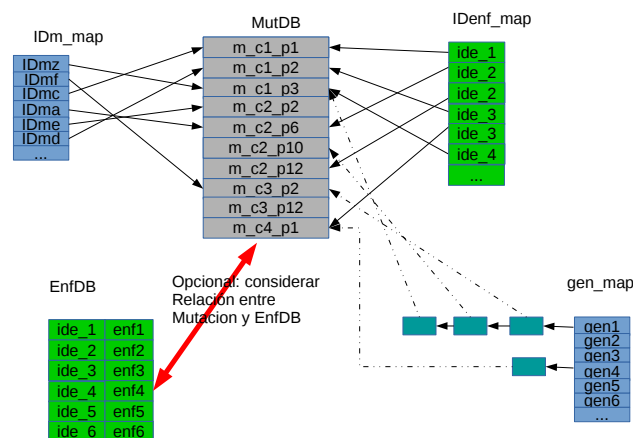 IDm_map
IDmz
IDmf
IDmc
IDma
IDme
IDmd
...
MutDB
m_c1_p1
m_c1_p2
m_c1_p3
m_c2_p2
m_c2_p6
m_c2_p10
m_c2_p12
m_c3_p2
m_c3_p12
m_c4_p1
IDenf_map
ide_1
ide_2
ide_2
ide_3
ide_3
ide_4
...
Opcional: considerar
Relación entre
Mutacion y EnfDB
EnfDB
ide_1 enf1
ide_2 enf2
ide_3 enf3
ide_4 enf4
ide_5 enf5
ide_6 enf6
gen_map
gen1
gen2
gen3
gen4
gen5
gen6
...